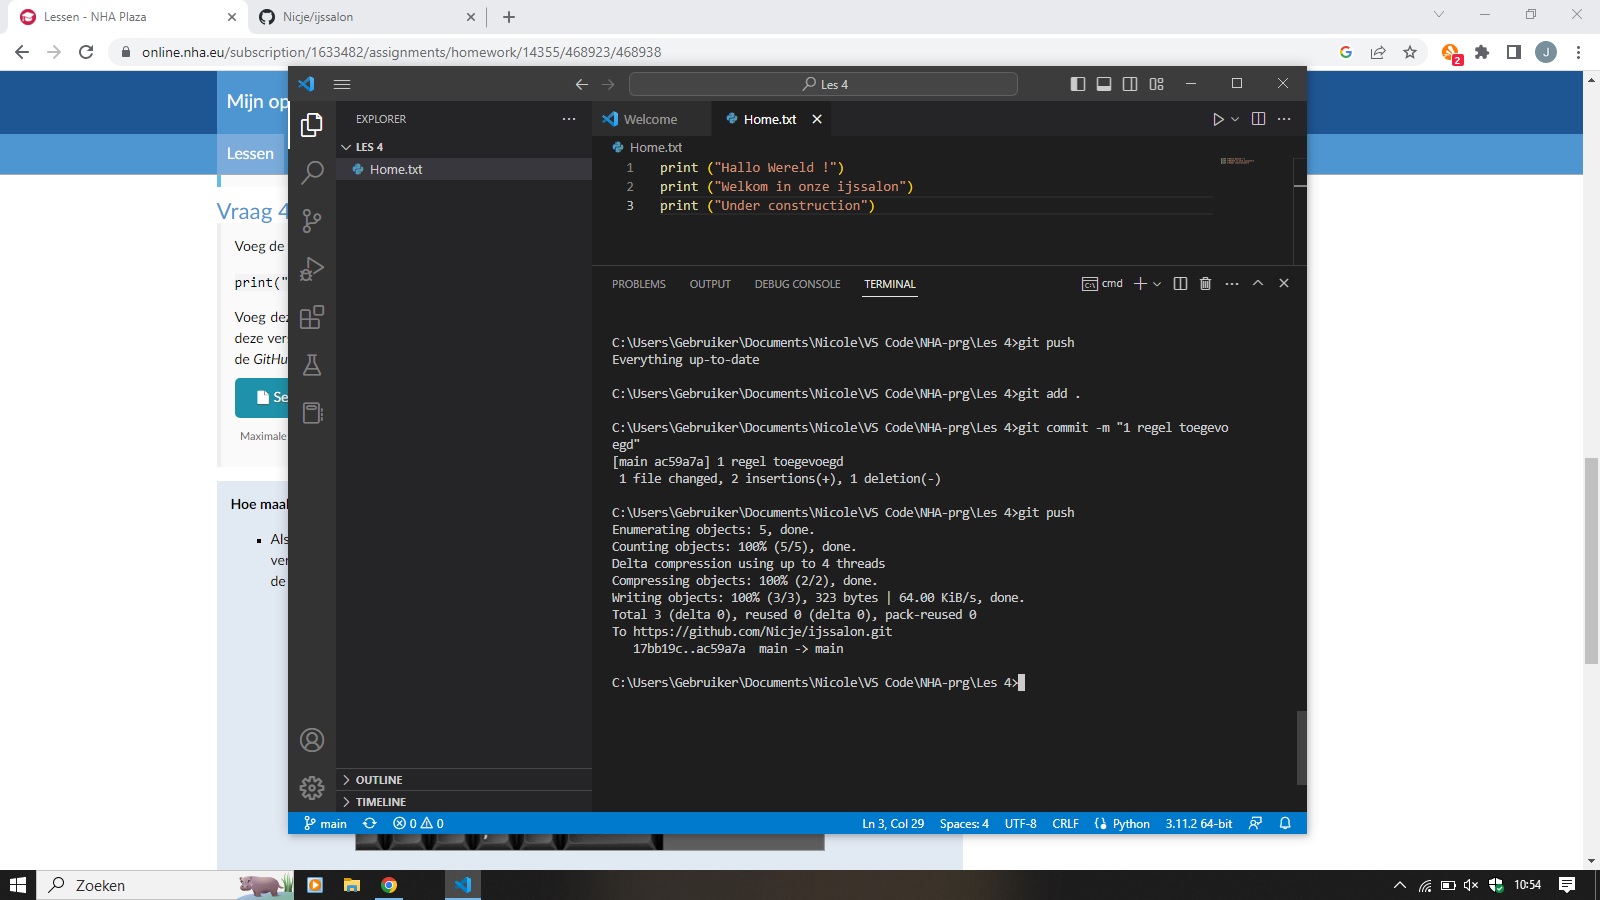 Lessen - NHA Plaza
Nicje/ijssalon
online.nha.eu/subscription/1633482/assignments/homework/14355/468923/468938
2
J
Mijn op
Lessen
Vraag 4
Voeg de
print("
Voeg dez
deze ver
de GitHu
Se
Maximale
Hoe maal
Als
ver
de
Les 4
EXPLORER
LES 4
Home.txt
Welcome
Home.txt
Home.txt
1 print ("Hallo Wereld !")
2 print ("Welkom in onze ijssalon")
3 print ("Under construction")
PROBLEMS OUTPUT DEBUG CONSOLE TERMINAL
cmd
C:\Users\Gebruiker\Documents\Nicole\VS Code\NHA-prg\Les 4>git push
Everything up-to-date
C:\Users\Gebruiker\Documents\Nicole\VS Code\NHA-prg\Les 4>git add .
C:\Users\Gebruiker\Documents\Nicole\VS Code\NHA-prg\Les 4>git commit -m "1 regel toegevo
egd"
[main ac59a7a] 1 regel toegevoegd
1 file changed, 2 insertions(+), 1 deletion(-)
C:\Users\Gebruiker\Documents\Nicole\VS Code\NHA-prg\Les 4>git push
Enumerating objects: 5, done.
Counting objects: 100% (5/5), done.
Delta compression using up to 4 threads
Compressing objects: 100% (2/2), done.
Writing objects: 100% (3/3), 323 bytes | 64.00 KiB/s, done.
Total 3 (delta 0), reused 0 (delta 0), pack-reused 0
To https://github.com/Nicje/ijssalon.git
17bb19c..ac59a7a main -> main
C:\Users\Gebruiker\Documents\Nicole\VS Code\NHA-prg\Les 4>
OUTLINE
TIMELINE
main 0 0 Ln 3, Col 29 Spaces: 4 UTF-8 CRLF Python 3.11.2 64-bit
Zoeken
10:54